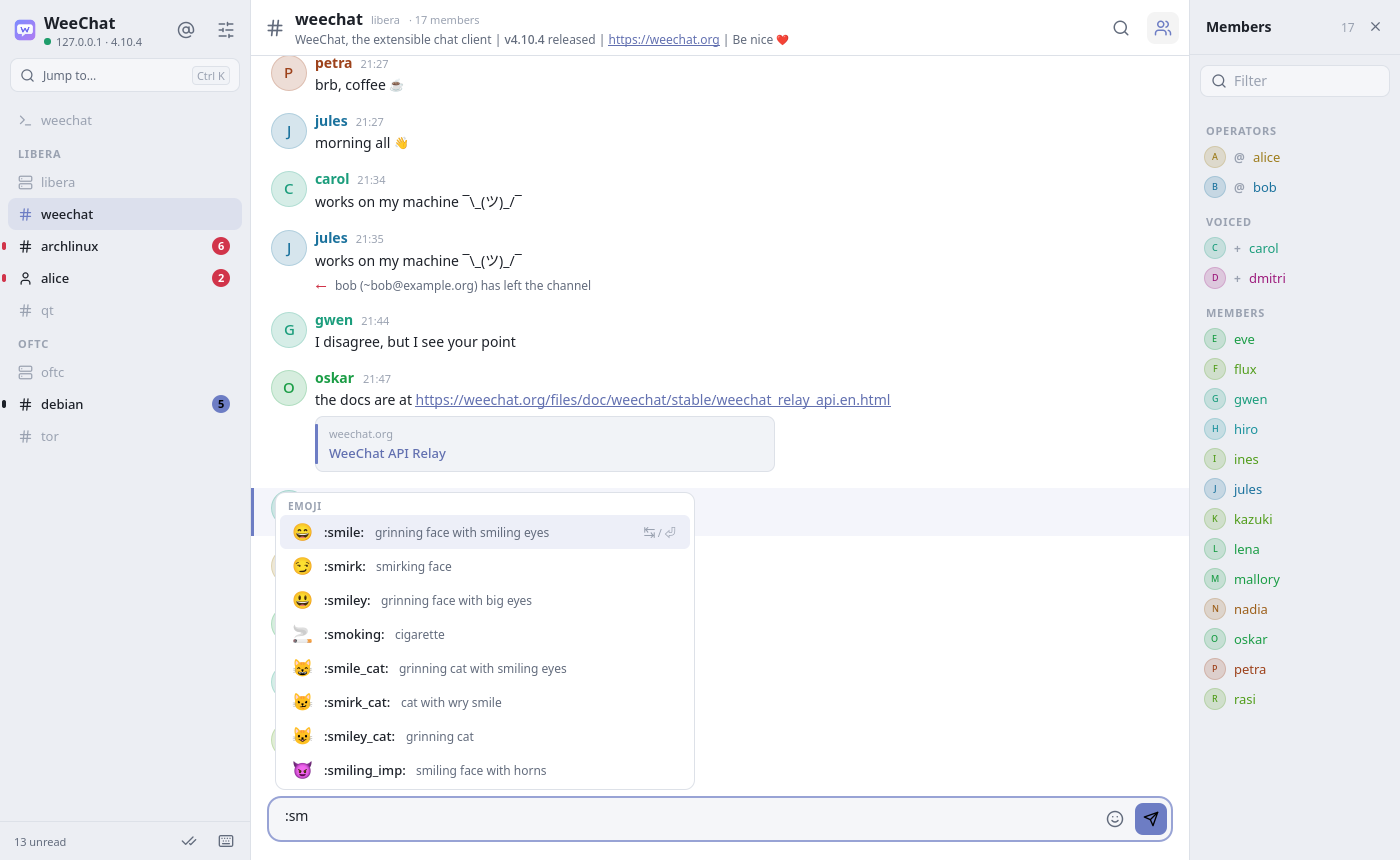 WeeChat
127.0.0.1 · 4.10.4
Jump to...
Ctrl K
weechat
LIBERA
libera
weechat
archlinux 6
alice 2
qt
OFTC
oftc
debian 5
tor
13 unread
weechat libera · 17 members
WeeChat, the extensible chat client | v4.10.4 released | https://weechat.org | Be nice ❤️
P
petra 21:27
brb, coffee ☕
J
jules 21:27
morning all 👋
C
carol 21:34
works on my machine ¯\_(ツ)_/¯
J
jules 21:35
works on my machine ¯\_(ツ)_/¯
← bob (~bob@example.org) has left the channel
G
gwen 21:44
I disagree, but I see your point
O
oskar 21:47
the docs are at https://weechat.org/files/doc/weechat/stable/weechat_relay_api.en.html
weechat.org
WeeChat API Relay
EMOJI
😄 :smile: grinning face with smiling eyes ↹ / ⏎
😏 :smirk: smirking face
😃 :smiley: grinning face with big eyes
🚬 :smoking: cigarette
😸 :smile_cat: grinning cat with smiling eyes
😼 :smirk_cat: cat with wry smile
😺 :smiley_cat: grinning cat
😈 :smiling_imp: smiling face with horns
:sm
Members 17
Filter
OPERATORS
A @ alice
B @ bob
VOICED
C + carol
D + dmitri
MEMBERS
E eve
F flux
G gwen
H hiro
I ines
J jules
K kazuki
L lena
M mallory
N nadia
O oskar
P petra
R rasi